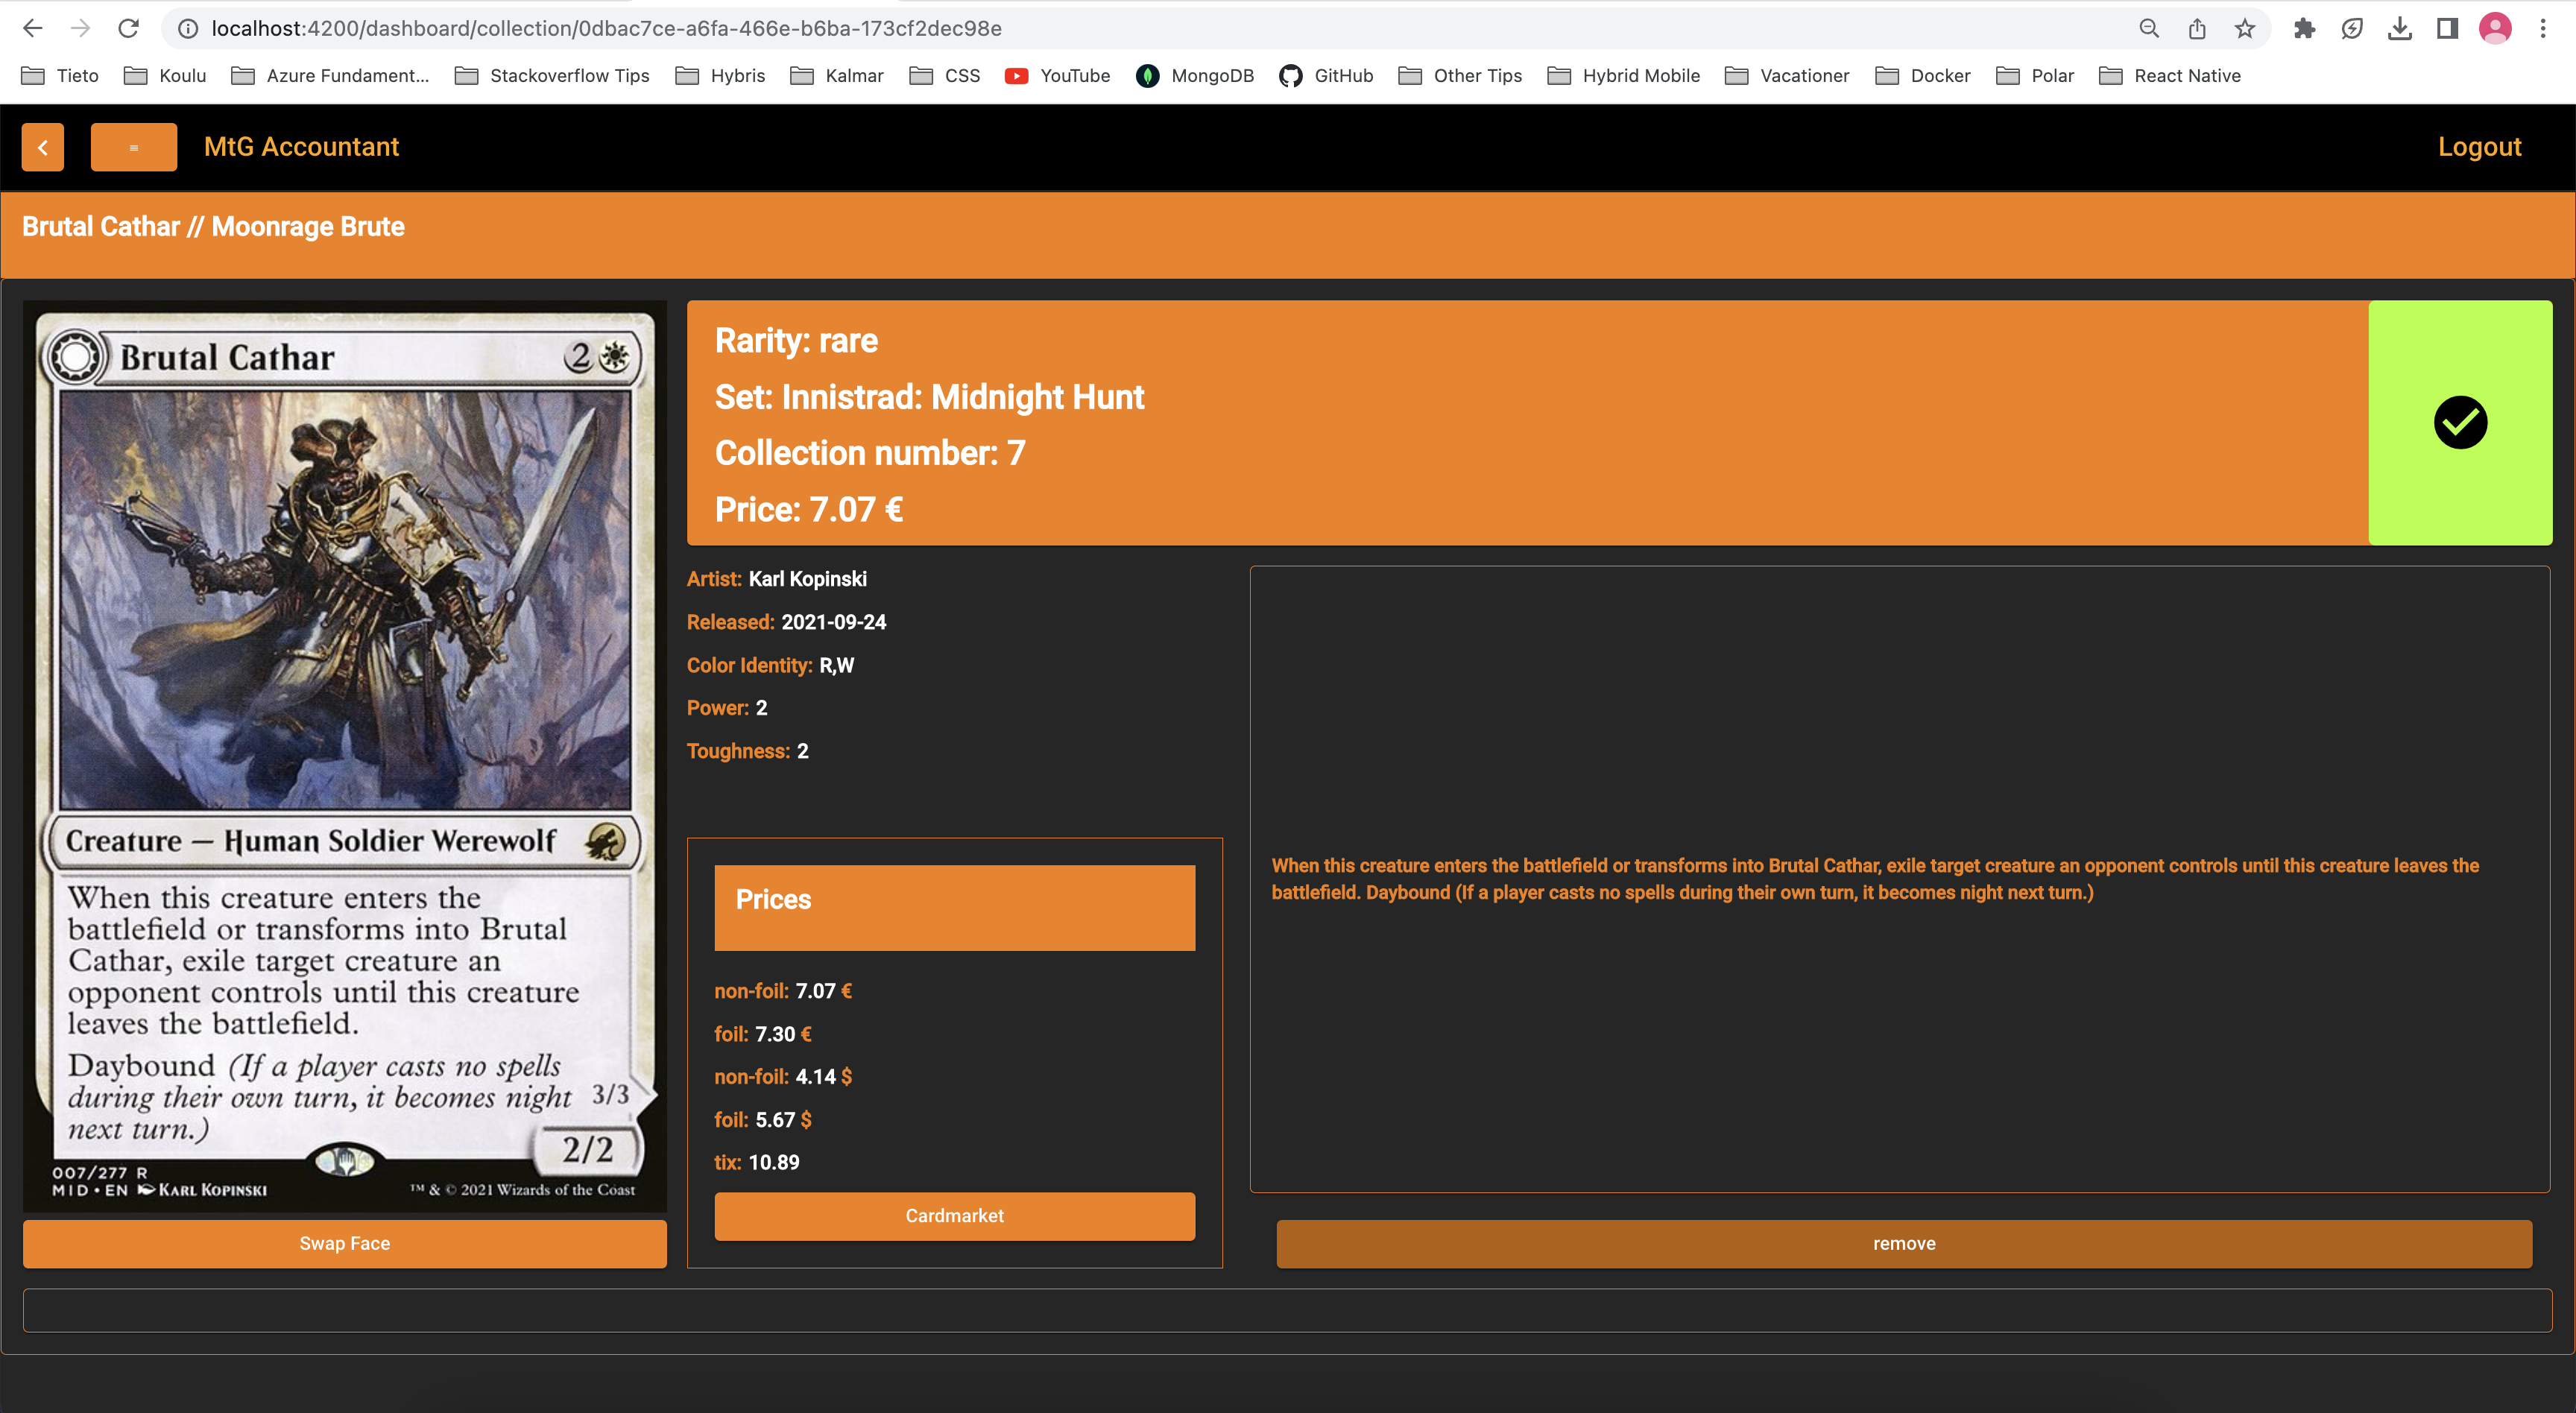 localhost:4200/dashboard/collection/0dbac7ce-a6fa-466e-b6ba-173cf2dec98e
Tieto Koulu Azure Fundament... Stackoverflow Tips Hybris Kalmar CSS YouTube MongoDB GitHub Other Tips Hybrid Mobile Vacationer Docker Polar React Native
MtG Accountant Logout
Brutal Cathar // Moonrage Brute
Brutal Cathar 2
Creature — Human Soldier Werewolf
When this creature enters the
battlefield or transforms into Brutal
Cathar, exile target creature an
opponent controls until this creature
leaves the battlefield.
Daybound (If a player casts no spells
during their own turn, it becomes night 3/3
next turn.)
2/2
007/277 R
MID • EN KARL KOPINSKI ™ & © 2021 Wizards of the Coast
Swap Face
Rarity: rare
Set: Innistrad: Midnight Hunt
Collection number: 7
Price: 7.07 €
Artist: Karl Kopinski
Released: 2021-09-24
Color Identity: R,W
Power: 2
Toughness: 2
Prices
non-foil: 7.07 €
foil: 7.30 €
non-foil: 4.14 $
foil: 5.67 $
tix: 10.89
Cardmarket
When this creature enters the battlefield or transforms into Brutal Cathar, exile target creature an opponent controls until this creature leaves the
battlefield. Daybound (If a player casts no spells during their own turn, it becomes night next turn.)
remove